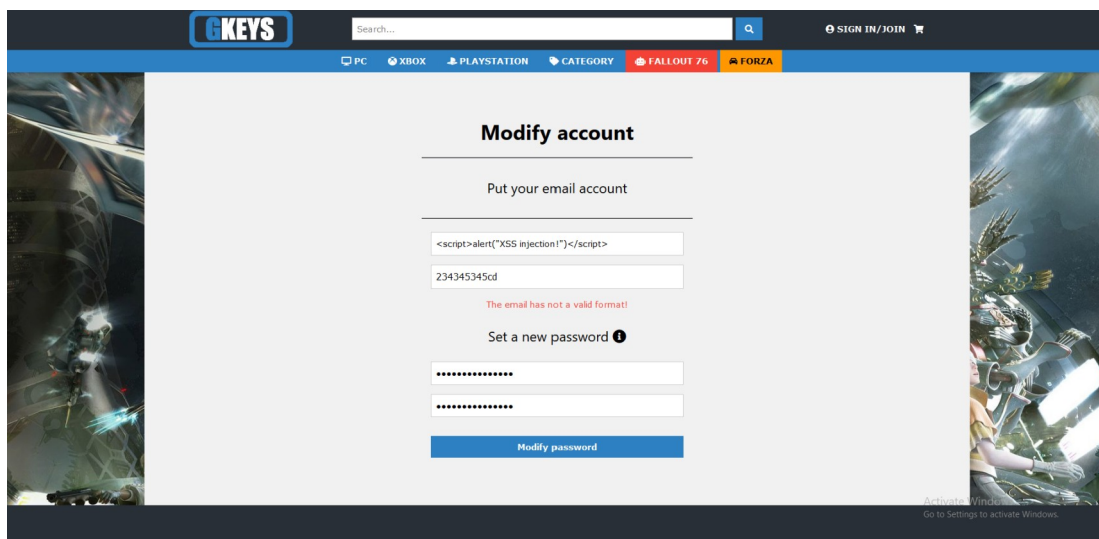 GKEYS
Search...
SIGN IN/JOIN
PC XBOX PLAYSTATION CATEGORY FALLOUT 76 FORZA
Modify account
Put your email account
<script>alert("XSS injection!")</script>
234345345cd
The email has not a valid format!
Set a new password
•••••••••••••••
•••••••••••••••
Modify password
Activate Windows
Go to Settings to activate Windows.